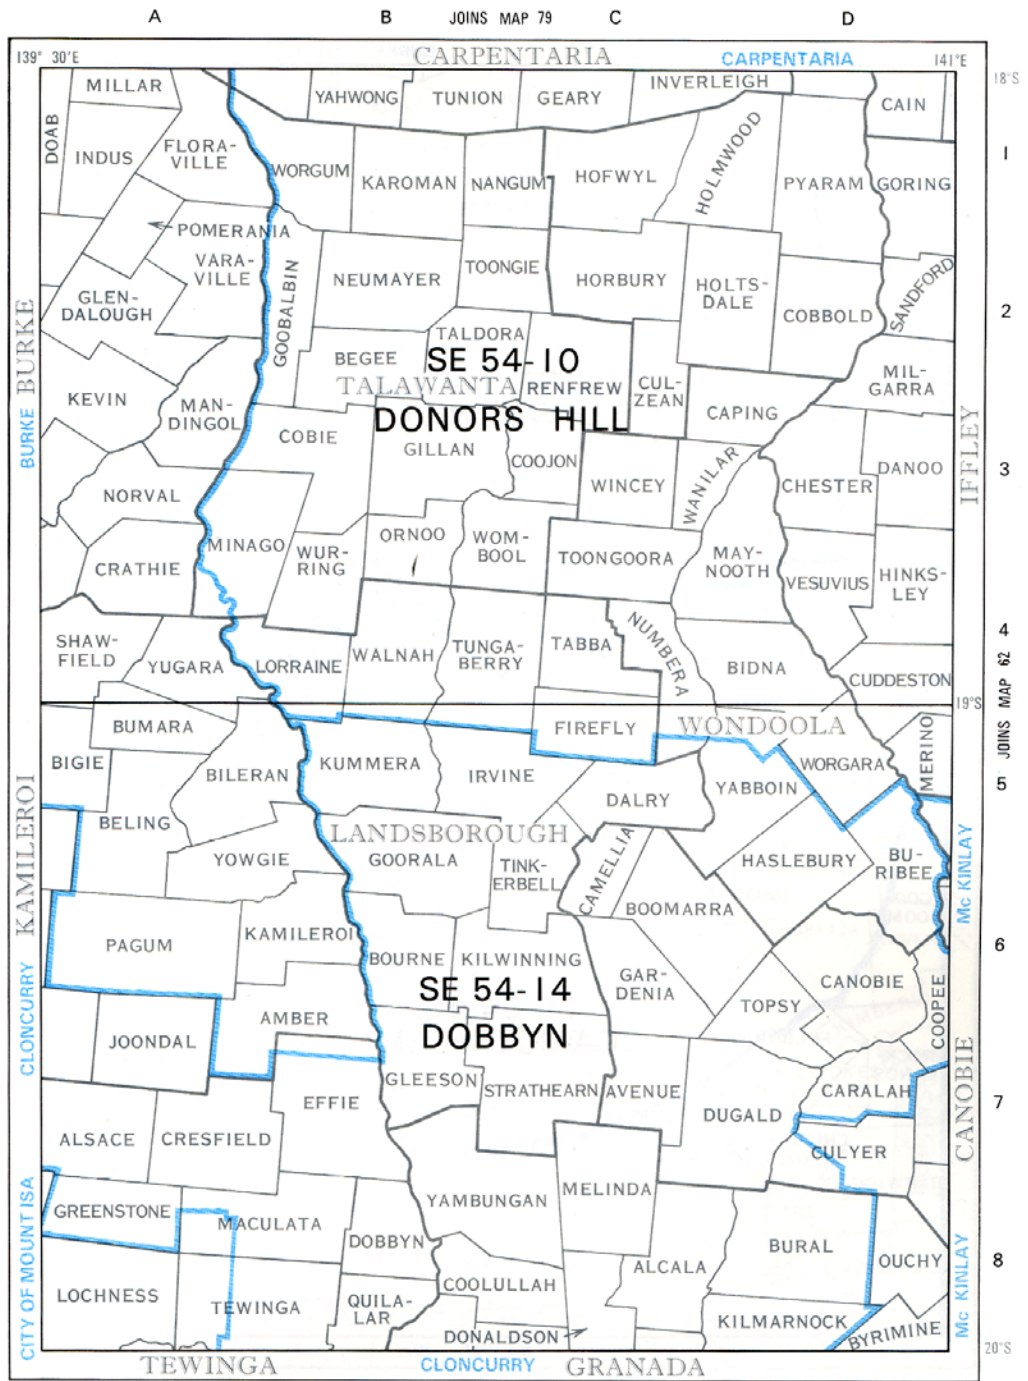 A B JOINS MAP 79 C D
139° 30'E CARPENTARIA CARPENTARIA 141°E
18°S
MILLAR YAHWONG TUNION GEARY INVERLEIGH CAIN
DOAB INDUS FLORA-
VILLE WORGUM KAROMAN NANGUM HOFWYL HOLMWOOD PYARAM GORING 1
POMERANIA
VARA-
VILLE GOOBALBIN NEUMAYER TOONGIE HORBURY HOLTS-
DALE COBBOLD SANDFORD
BURKE BURKE
GLEN-
DALOUGH 2
KEVIN MAN-
DINGOL BEGEE TALDORA
SE 54-10
TALAWANTA RENFREW CUL-
ZEAN CAPING MIL-
GARRA
DONORS HILL
COBIE GILLAN COOJON WINCEY WANILAR CHESTER DANOO IFFLEY 3
NORVAL
CRATHIE MINAGO WUR-
RING ORNOO WOM-
BOOL TOONGOORA MAY-
NOOTH VESUVIUS HINKS-
LEY
SHAW-
FIELD YUGARA LORRAINE WALNAH TUNGA-
BERRY TABBA NUMBERA BIDNA CUDDESTON 4
JOINS MAP 62
19°S
BUMARA FIREFLY WONDOOLA
BIGIE BILERAN KUMMERA IRVINE YABBOIN WORGARA MERINO 5
KAMILEROI
BELING DALRY
LANDSBOROUGH
YOWGIE GOORALA TINK-
ERBELL CAMELLIA HASLEBURY BU-
RIBEE Mc KINLAY
BOOMARRA
PAGUM KAMILEROI BOURNE KILWINNING 6
GAR-
DENIA TOPSY CANOBIE COOPEE
SE 54-14
CLONCURRY
JOONDAL AMBER DOBBYN
GLEESON STRATHEARN AVENUE DUGALD CARALAH CANOBIE
EFFIE 7
ALSACE CRESFIELD CULYER
YAMBUNGAN MELINDA
CITY OF MOUNT ISA
GREENSTONE MACULATA DOBBYN BURAL OUCHY 8
LOCHNESS TEWINGA QUILA-
LAR COOLULLAH ALCALA Mc KINLAY
DONALDSON KILMARNOCK BYRIMINE
20°S
TEWINGA CLONCURRY GRANADA